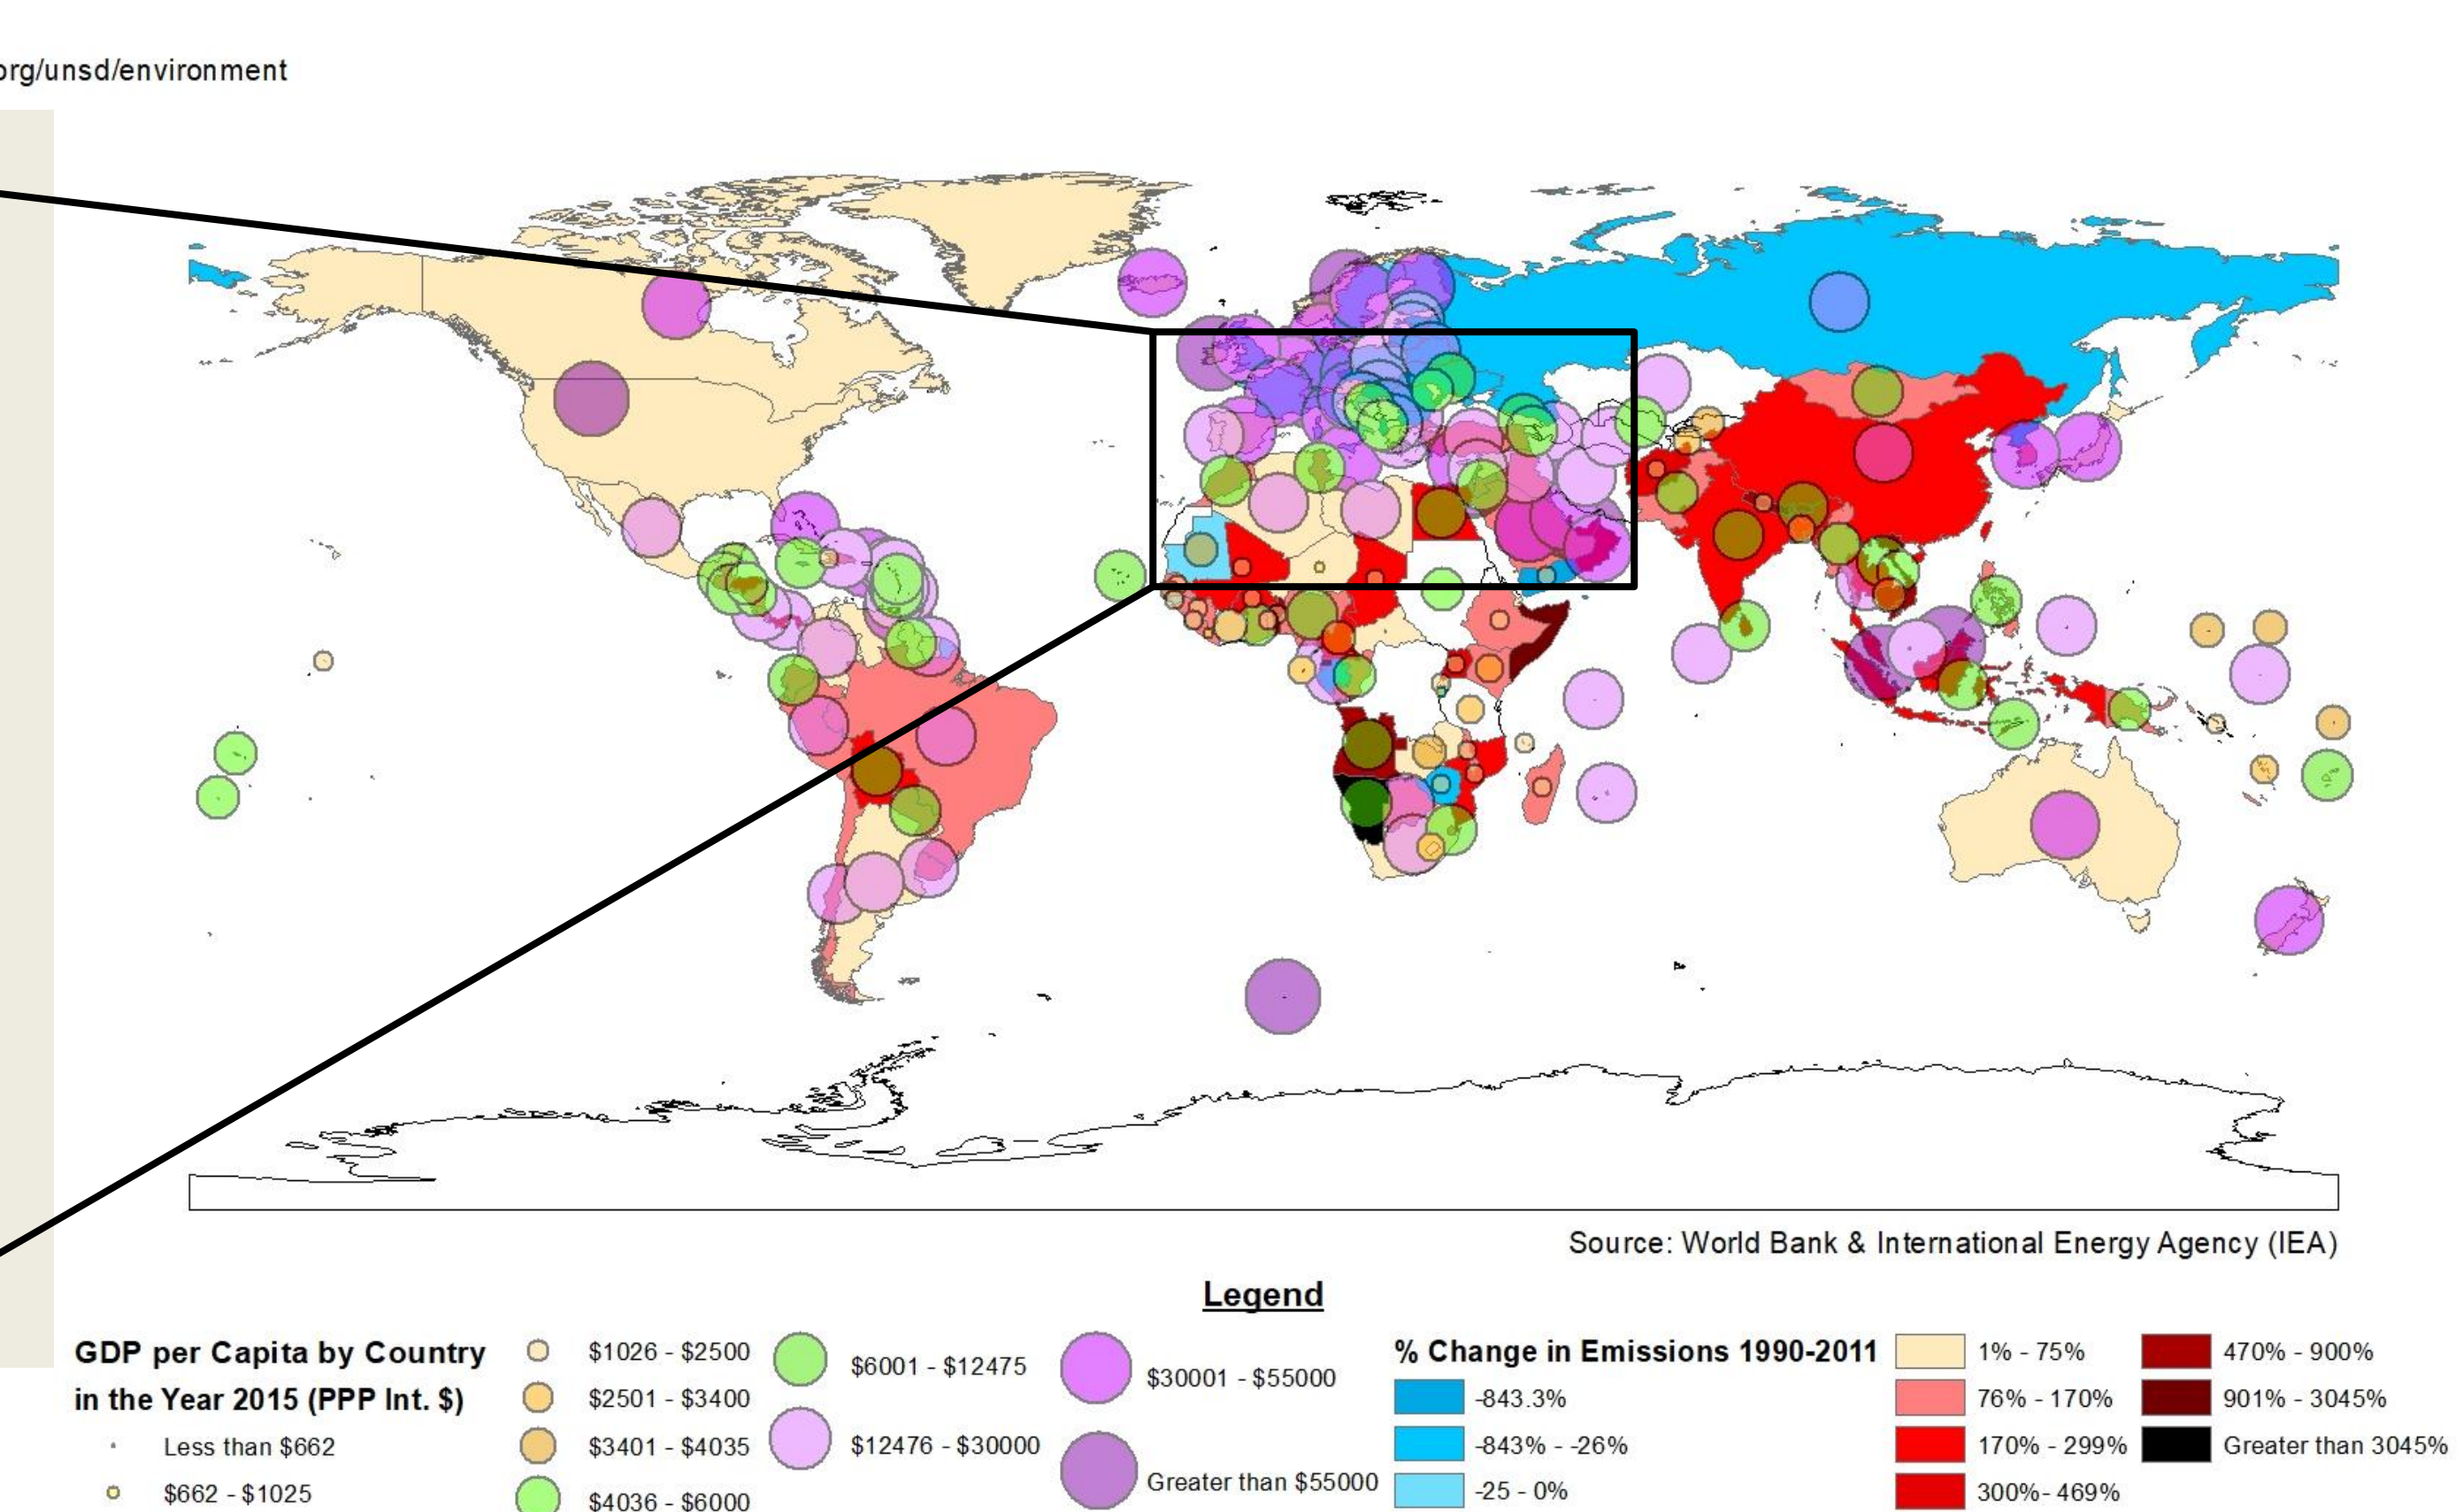 org/unsd/environment
Source: World Bank & International Energy Agency (IEA)
Legend
GDP per Capita by Country
in the Year 2015 (PPP Int. $)
Less than $662
$662 - $1025
$1026 - $2500
$2501 - $3400
$3401 - $4035
$4036 - $6000
$6001 - $12475
$12476 - $30000
$30001 - $55000
Greater than $55000
% Change in Emissions 1990-2011
-843.3%
-843% - -26%
-25 - 0%
1% - 75%
76% - 170%
170% - 299%
300%- 469%
470% - 900%
901% - 3045%
Greater than 3045%